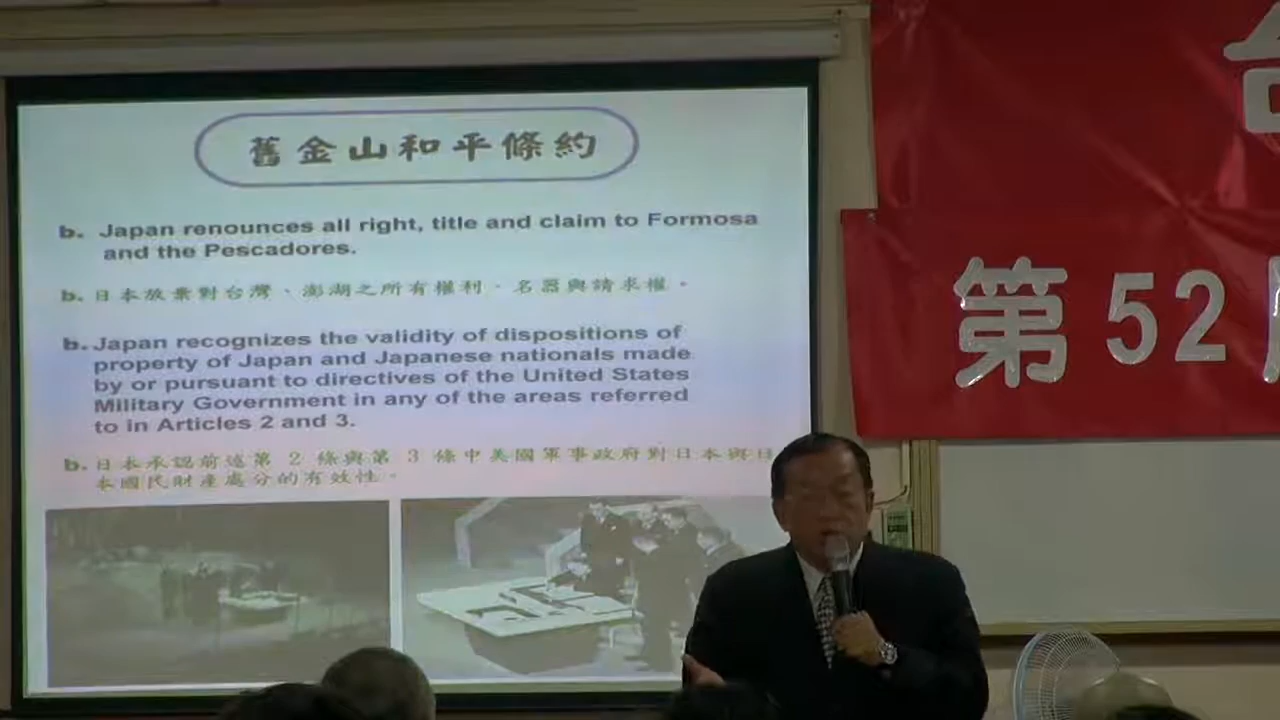 舊金山和平條約
b. Japan renounces all right, title and claim to Formosa
and the Pescadores.
b. 日本放棄對台灣、澎湖之所有權利、名器與請求權。
b. Japan recognizes the validity of dispositions of
property of Japan and Japanese nationals made
by or pursuant to directives of the United States
Military Government in any of the areas referred
to in Articles 2 and 3.
b. 日本承認前述第 2 條與第 3 條中美國軍事政府對日本與日
本國民財產處分的有效性。
第 52